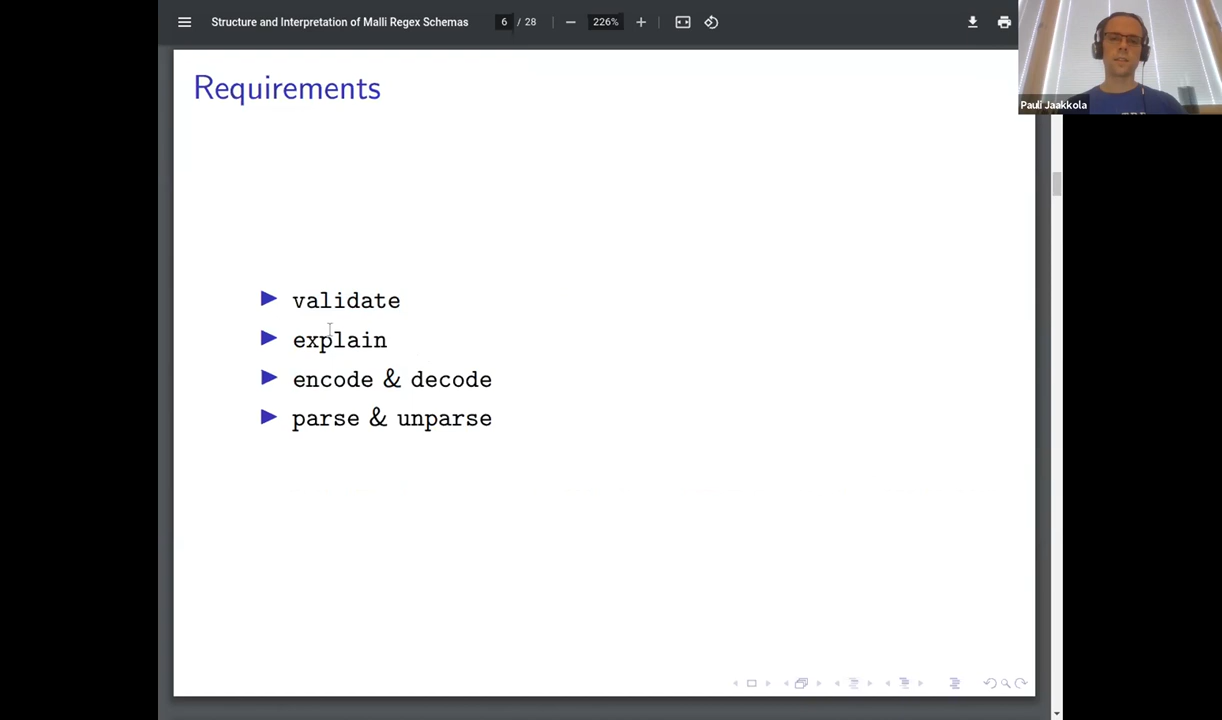 Structure and Interpretation of Malli Regex Schemas
6 / 28
226%
Pauli Jaakkola
Requirements
validate
explain
encode & decode
parse & unparse